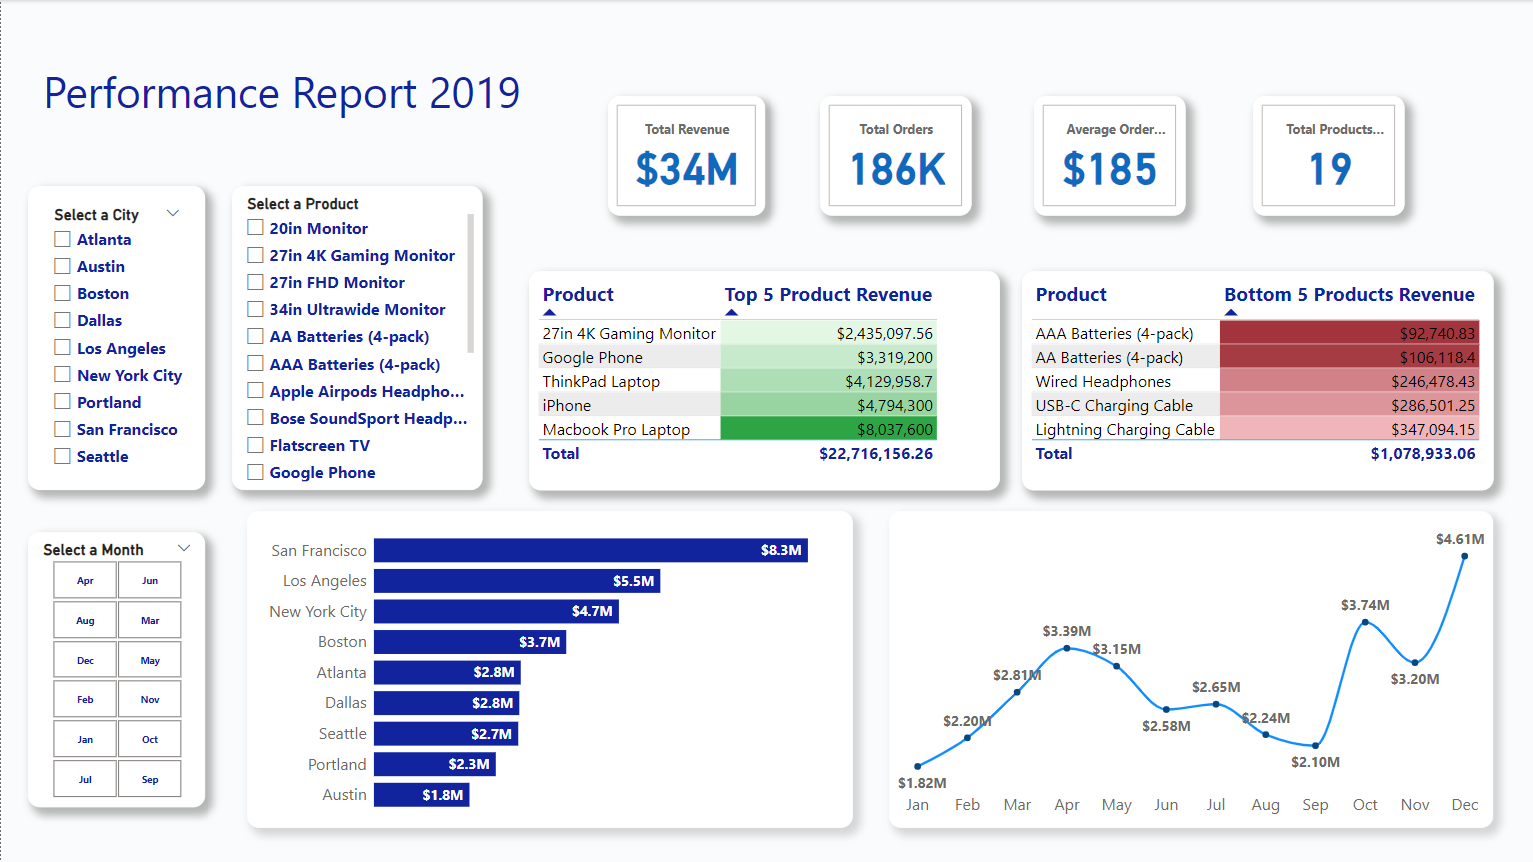 Performance Report 2019
Total Revenue
$34M
Total Orders
186K
Average Order...
$185
Total Products...
19
Select a City
Atlanta
Austin
Boston
Dallas
Los Angeles
New York City
Portland
San Francisco
Seattle
Select a Product
20in Monitor
27in 4K Gaming Monitor
27in FHD Monitor
34in Ultrawide Monitor
AA Batteries (4-pack)
AAA Batteries (4-pack)
Apple Airpods Headpho...
Bose SoundSport Headp...
Flatscreen TV
Google Phone
Product Top 5 Product Revenue
27in 4K Gaming Monitor $2,435,097.56
Google Phone $3,319,200
ThinkPad Laptop $4,129,958.7
iPhone $4,794,300
Macbook Pro Laptop $8,037,600
Total $22,716,156.26
Product Bottom 5 Products Revenue
AAA Batteries (4-pack) $92,740.83
AA Batteries (4-pack) $106,118.4
Wired Headphones $246,478.43
USB-C Charging Cable $286,501.25
Lightning Charging Cable $347,094.15
Total $1,078,933.06
Select a Month
Apr Jun
Aug Mar
Dec May
Feb Nov
Jan Oct
Jul Sep
San Francisco $8.3M
Los Angeles $5.5M
New York City $4.7M
Boston $3.7M
Atlanta $2.8M
Dallas $2.8M
Seattle $2.7M
Portland $2.3M
Austin $1.8M
$1.82M
$2.20M
$2.81M
$3.39M
$3.15M
$2.58M
$2.65M
$2.24M
$2.10M
$3.74M
$3.20M
$4.61M
Jan Feb Mar Apr May Jun Jul Aug Sep Oct Nov Dec